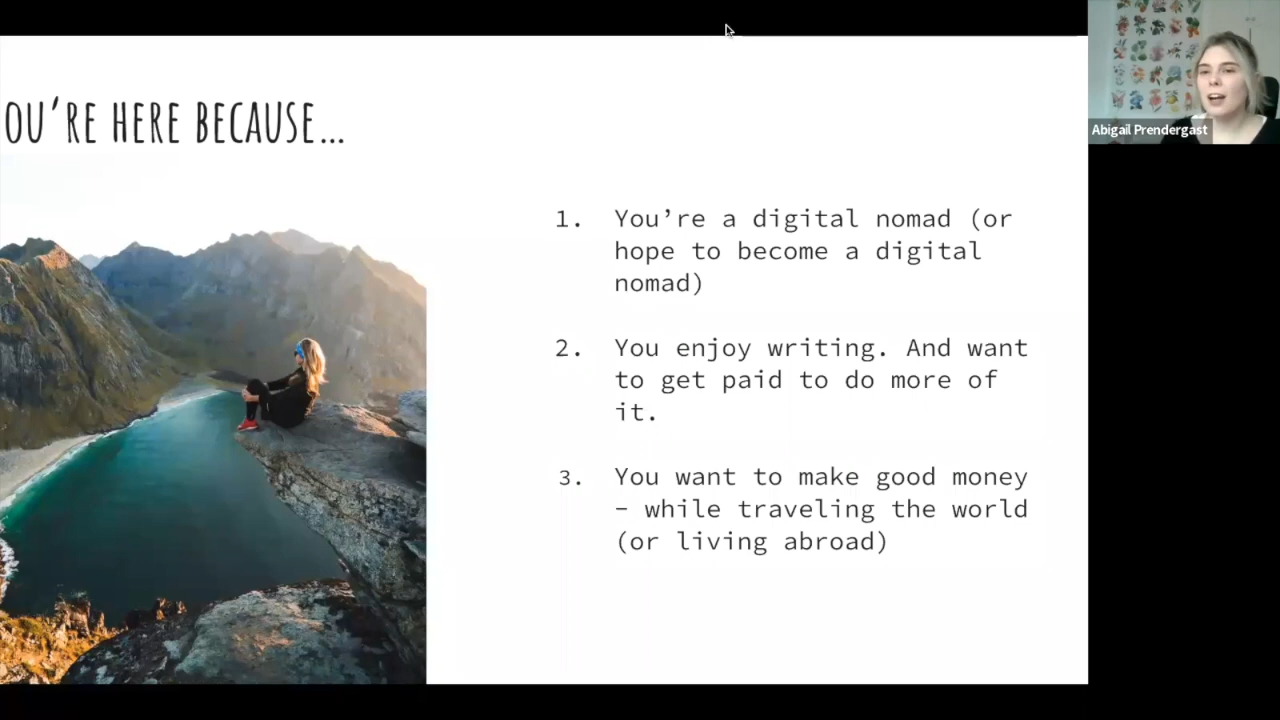 OU’RE HERE BECAUSE…
1. You’re a digital nomad (or
hope to become a digital
nomad)
2. You enjoy writing. And want
to get paid to do more of
it.
3. You want to make good money
– while traveling the world
(or living abroad)
Abigail Prendergast